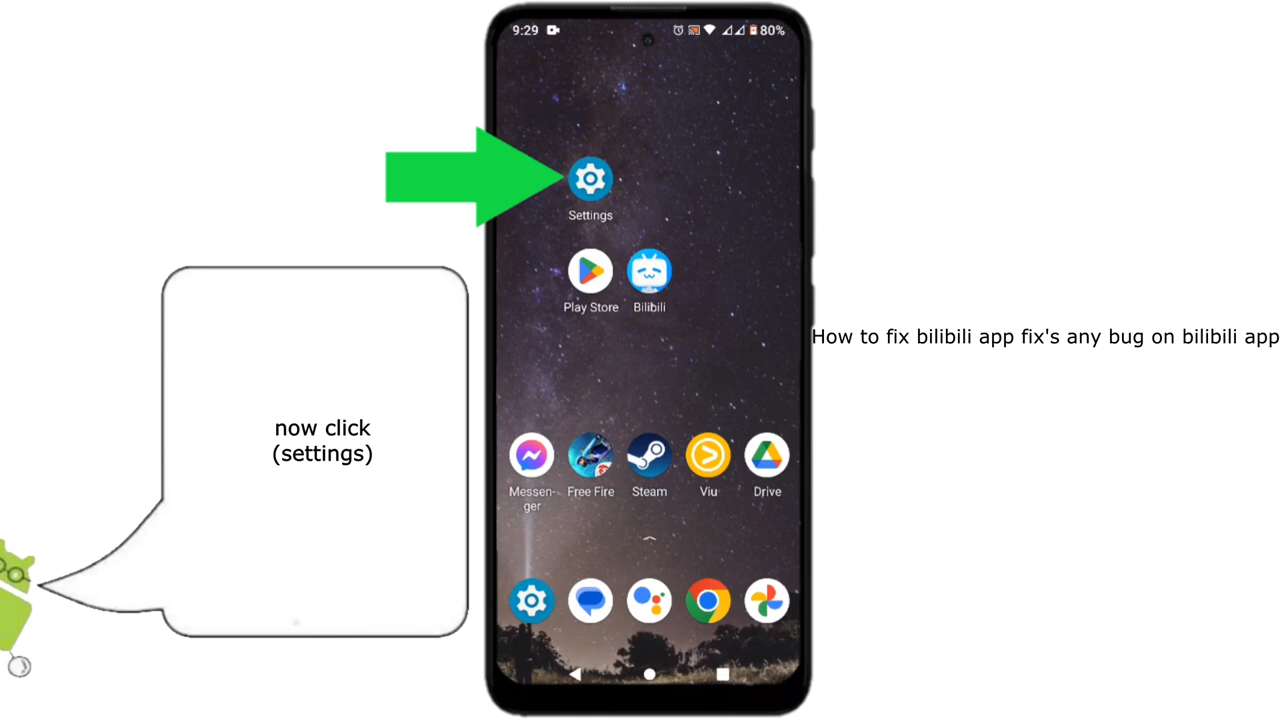 9:29
80%
Settings
Play Store
Bilibili
How to fix bilibili app fix's any bug on bilibili app
now click
(settings)
Messen-
ger
Free Fire
Steam
Viu
Drive